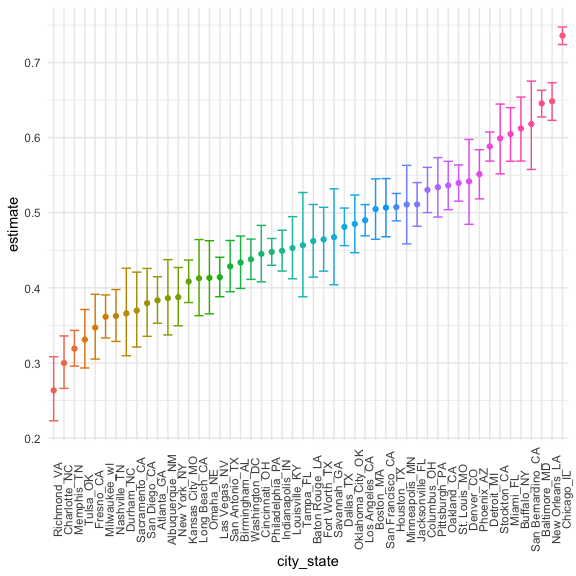 0.7
0.6
0.5
0.4
0.3
0.2
estimate
Richmond_VA
Charlotte_NC
Memphis_TN
Tulsa_OK
Fresno_CA
Milwaukee_wI
Nashville_TN
Durham_NC
Sacramento_CA
San Diego_CA
Atlanta_GA
Albuquerque_NM
New York_NY
Kansas City_MO
Long Beach_CA
Omaha_NE
Las Vegas_NV
San Antonio_TX
Birmingham_AL
Washington_DC
Cincinnati_OH
Philadelphia_PA
Indianapolis_IN
Louisville_KY
Tampa_FL
Baton Rouge_LA
Fort Worth_TX
Savannah_GA
Dallas_TX
Oklahoma City_OK
Los Angeles_CA
Boston_MA
San Francisco_CA
Houston_TX
Minneapolis_MN
Jacksonville_FL
Columbus_OH
Pittsburgh_PA
Oakland_CA
St. Louis_MO
Denver_CO
Phoenix_AZ
Detroit_MI
Stockton_CA
Miami_FL
Buffalo_NY
San Bernardino_CA
Baltimore_MD
New Orleans_LA
Chicago_IL
city_state